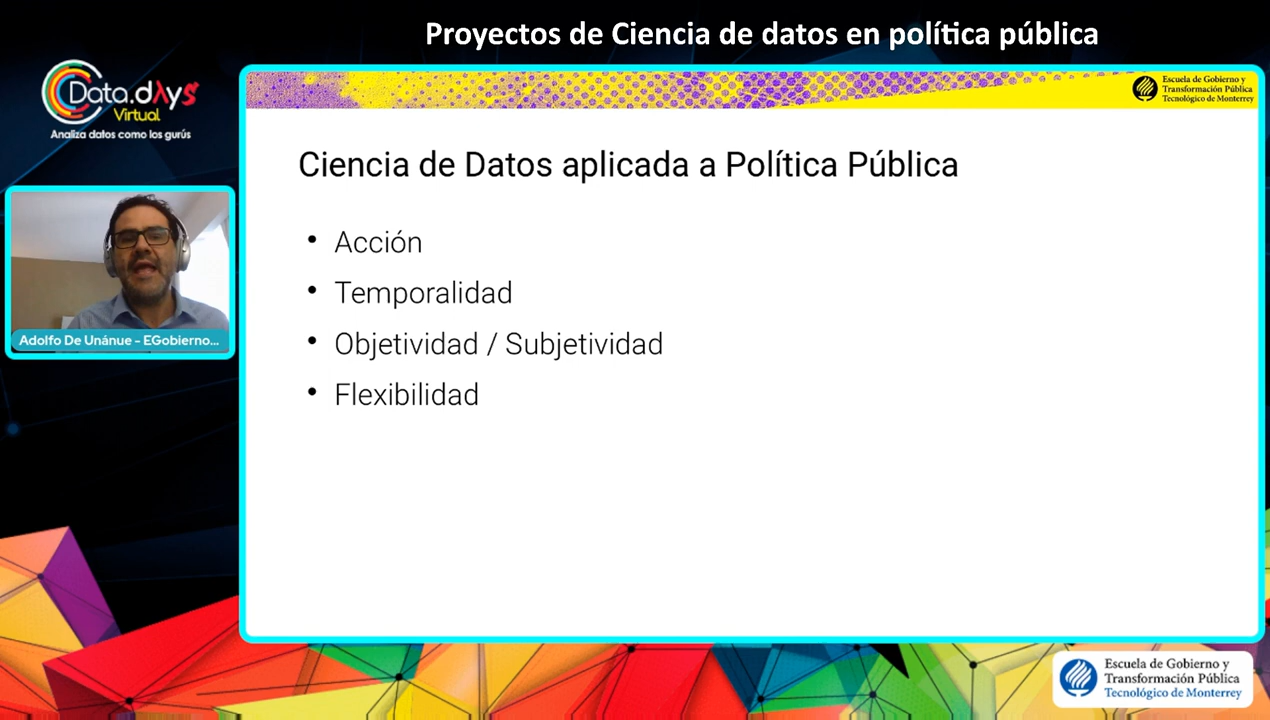 Proyectos de Ciencia de datos en política pública
Data.dAys
Virtual
Analiza datos como los gurús
Escuela de Gobierno y
Transformación Pública
Tecnológico de Monterrey
Ciencia de Datos aplicada a Política Pública
• Acción
• Temporalidad
• Objetividad / Subjetividad
• Flexibilidad
Adolfo De Unánue - EGobierno...
Escuela de Gobierno y
Transformación Pública
Tecnológico de Monterrey